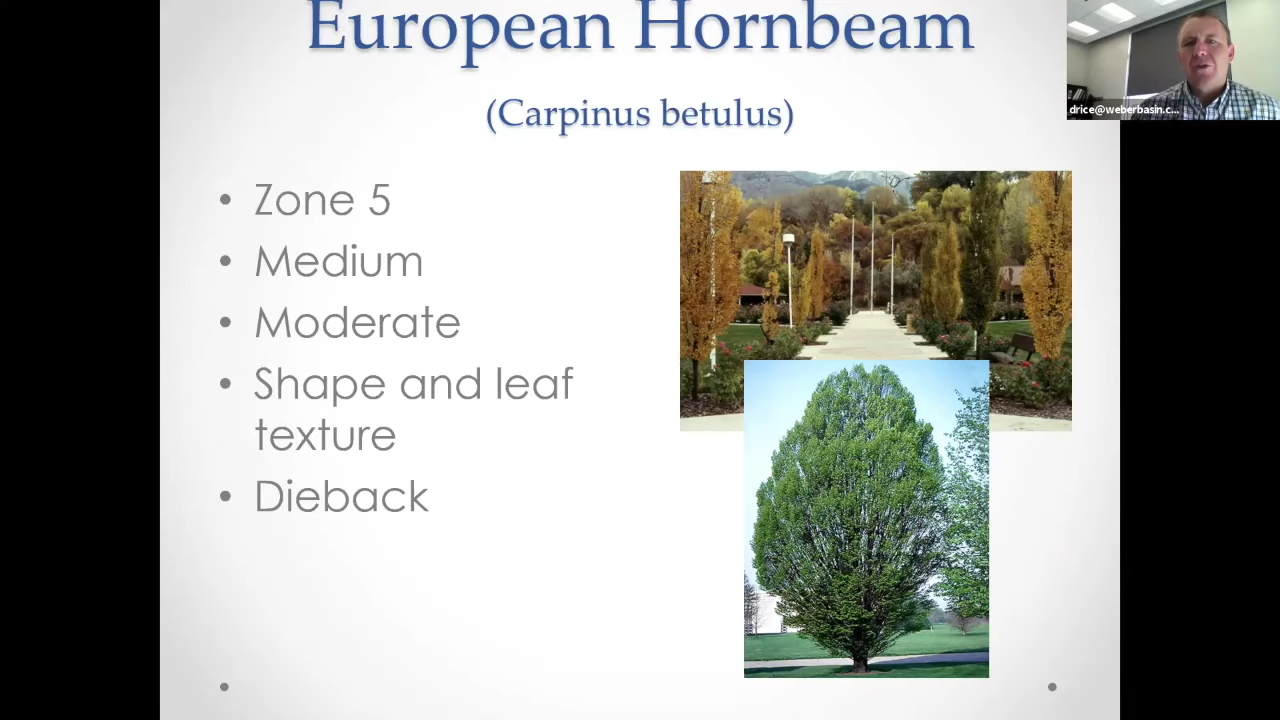 European Hornbeam
(Carpinus betulus)
drice@weberbasin.c...
• Zone 5
• Medium
• Moderate
• Shape and leaf
texture
• Dieback